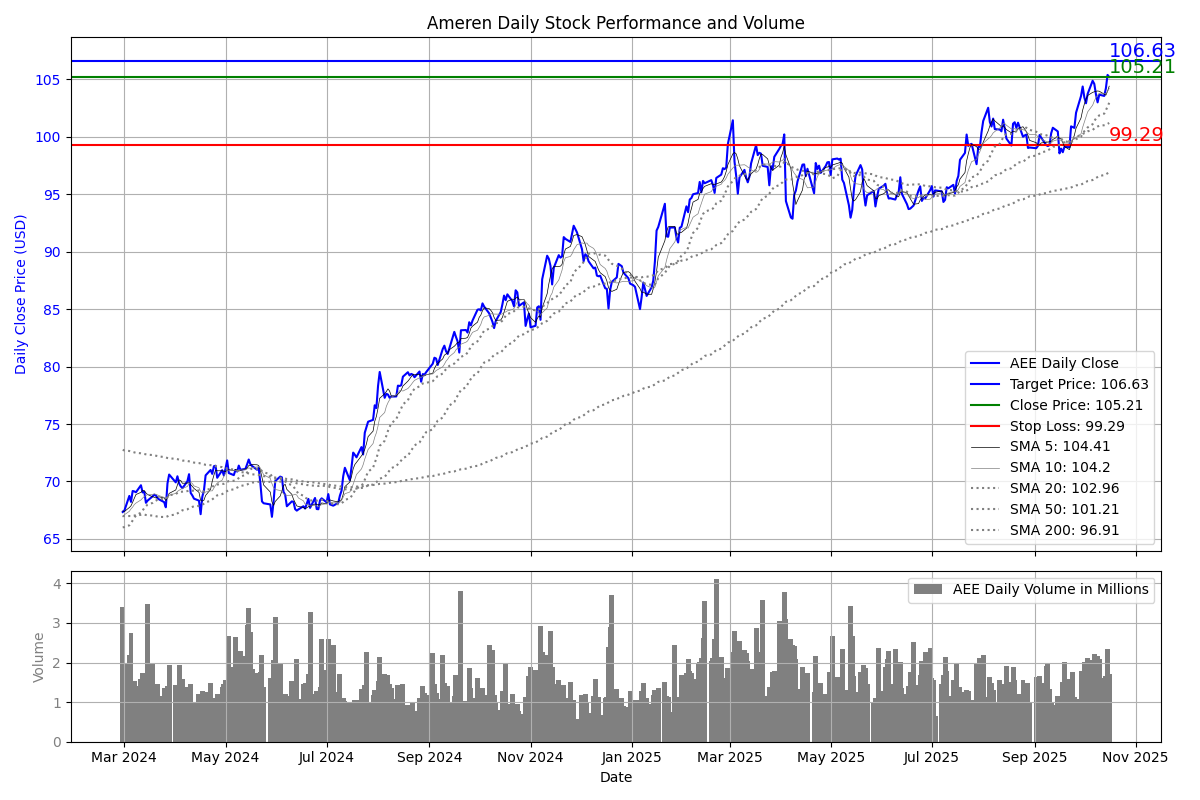 Ameren Daily Stock Performance and Volume
106.63
105.21
99.29
105
100
95
90
85
80
75
70
65
Daily Close Price (USD)
AEE Daily Close
Target Price: 106.63
Close Price: 105.21
Stop Loss: 99.29
SMA 5: 104.41
SMA 10: 104.2
SMA 20: 102.96
SMA 50: 101.21
SMA 200: 96.91
4
3
2
1
0
Volume
AEE Daily Volume in Millions
Mar 2024 May 2024 Jul 2024 Sep 2024 Nov 2024 Jan 2025 Mar 2025 May 2025 Jul 2025 Sep 2025 Nov 2025
Date